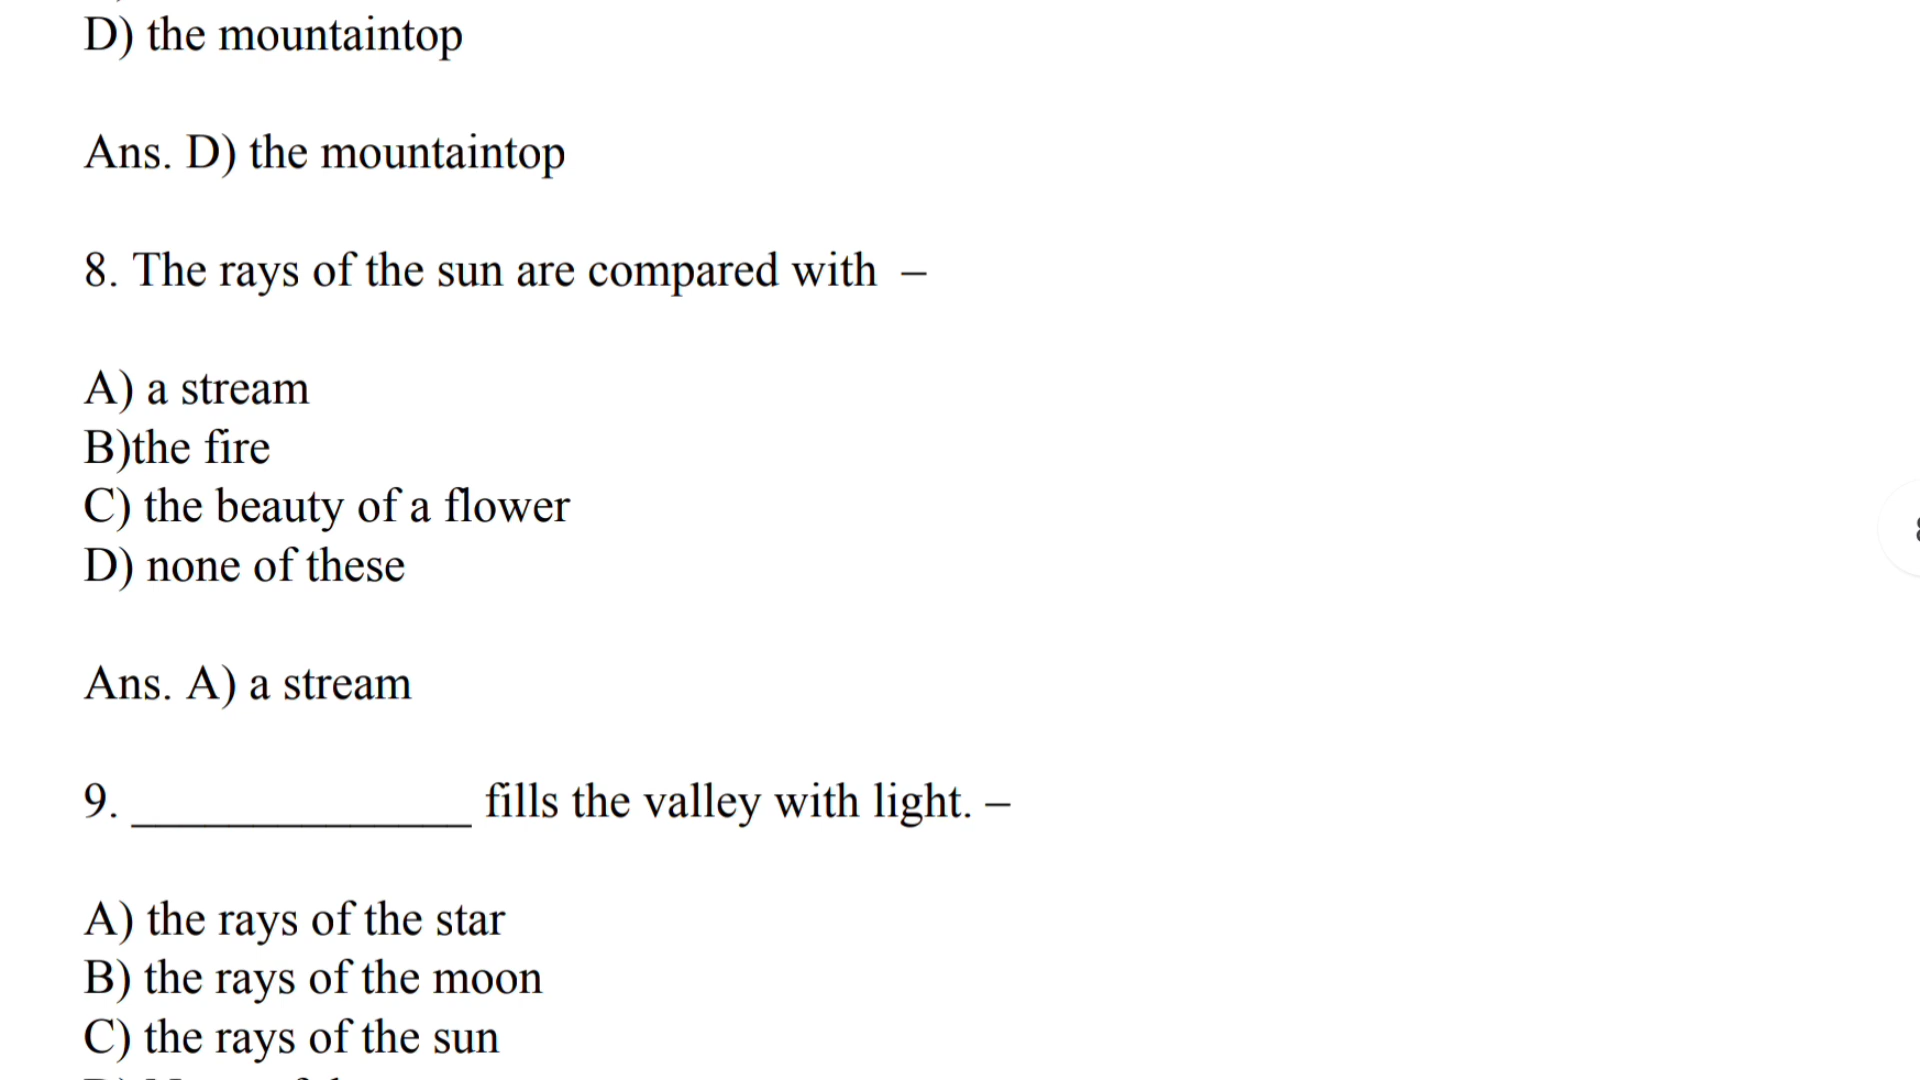 D) the mountaintop
Ans. D) the mountaintop
8. The rays of the sun are compared with –
A) a stream
B)the fire
C) the beauty of a flower
D) none of these
Ans. A) a stream
9. ______________ fills the valley with light. –
A) the rays of the star
B) the rays of the moon
C) the rays of the sun